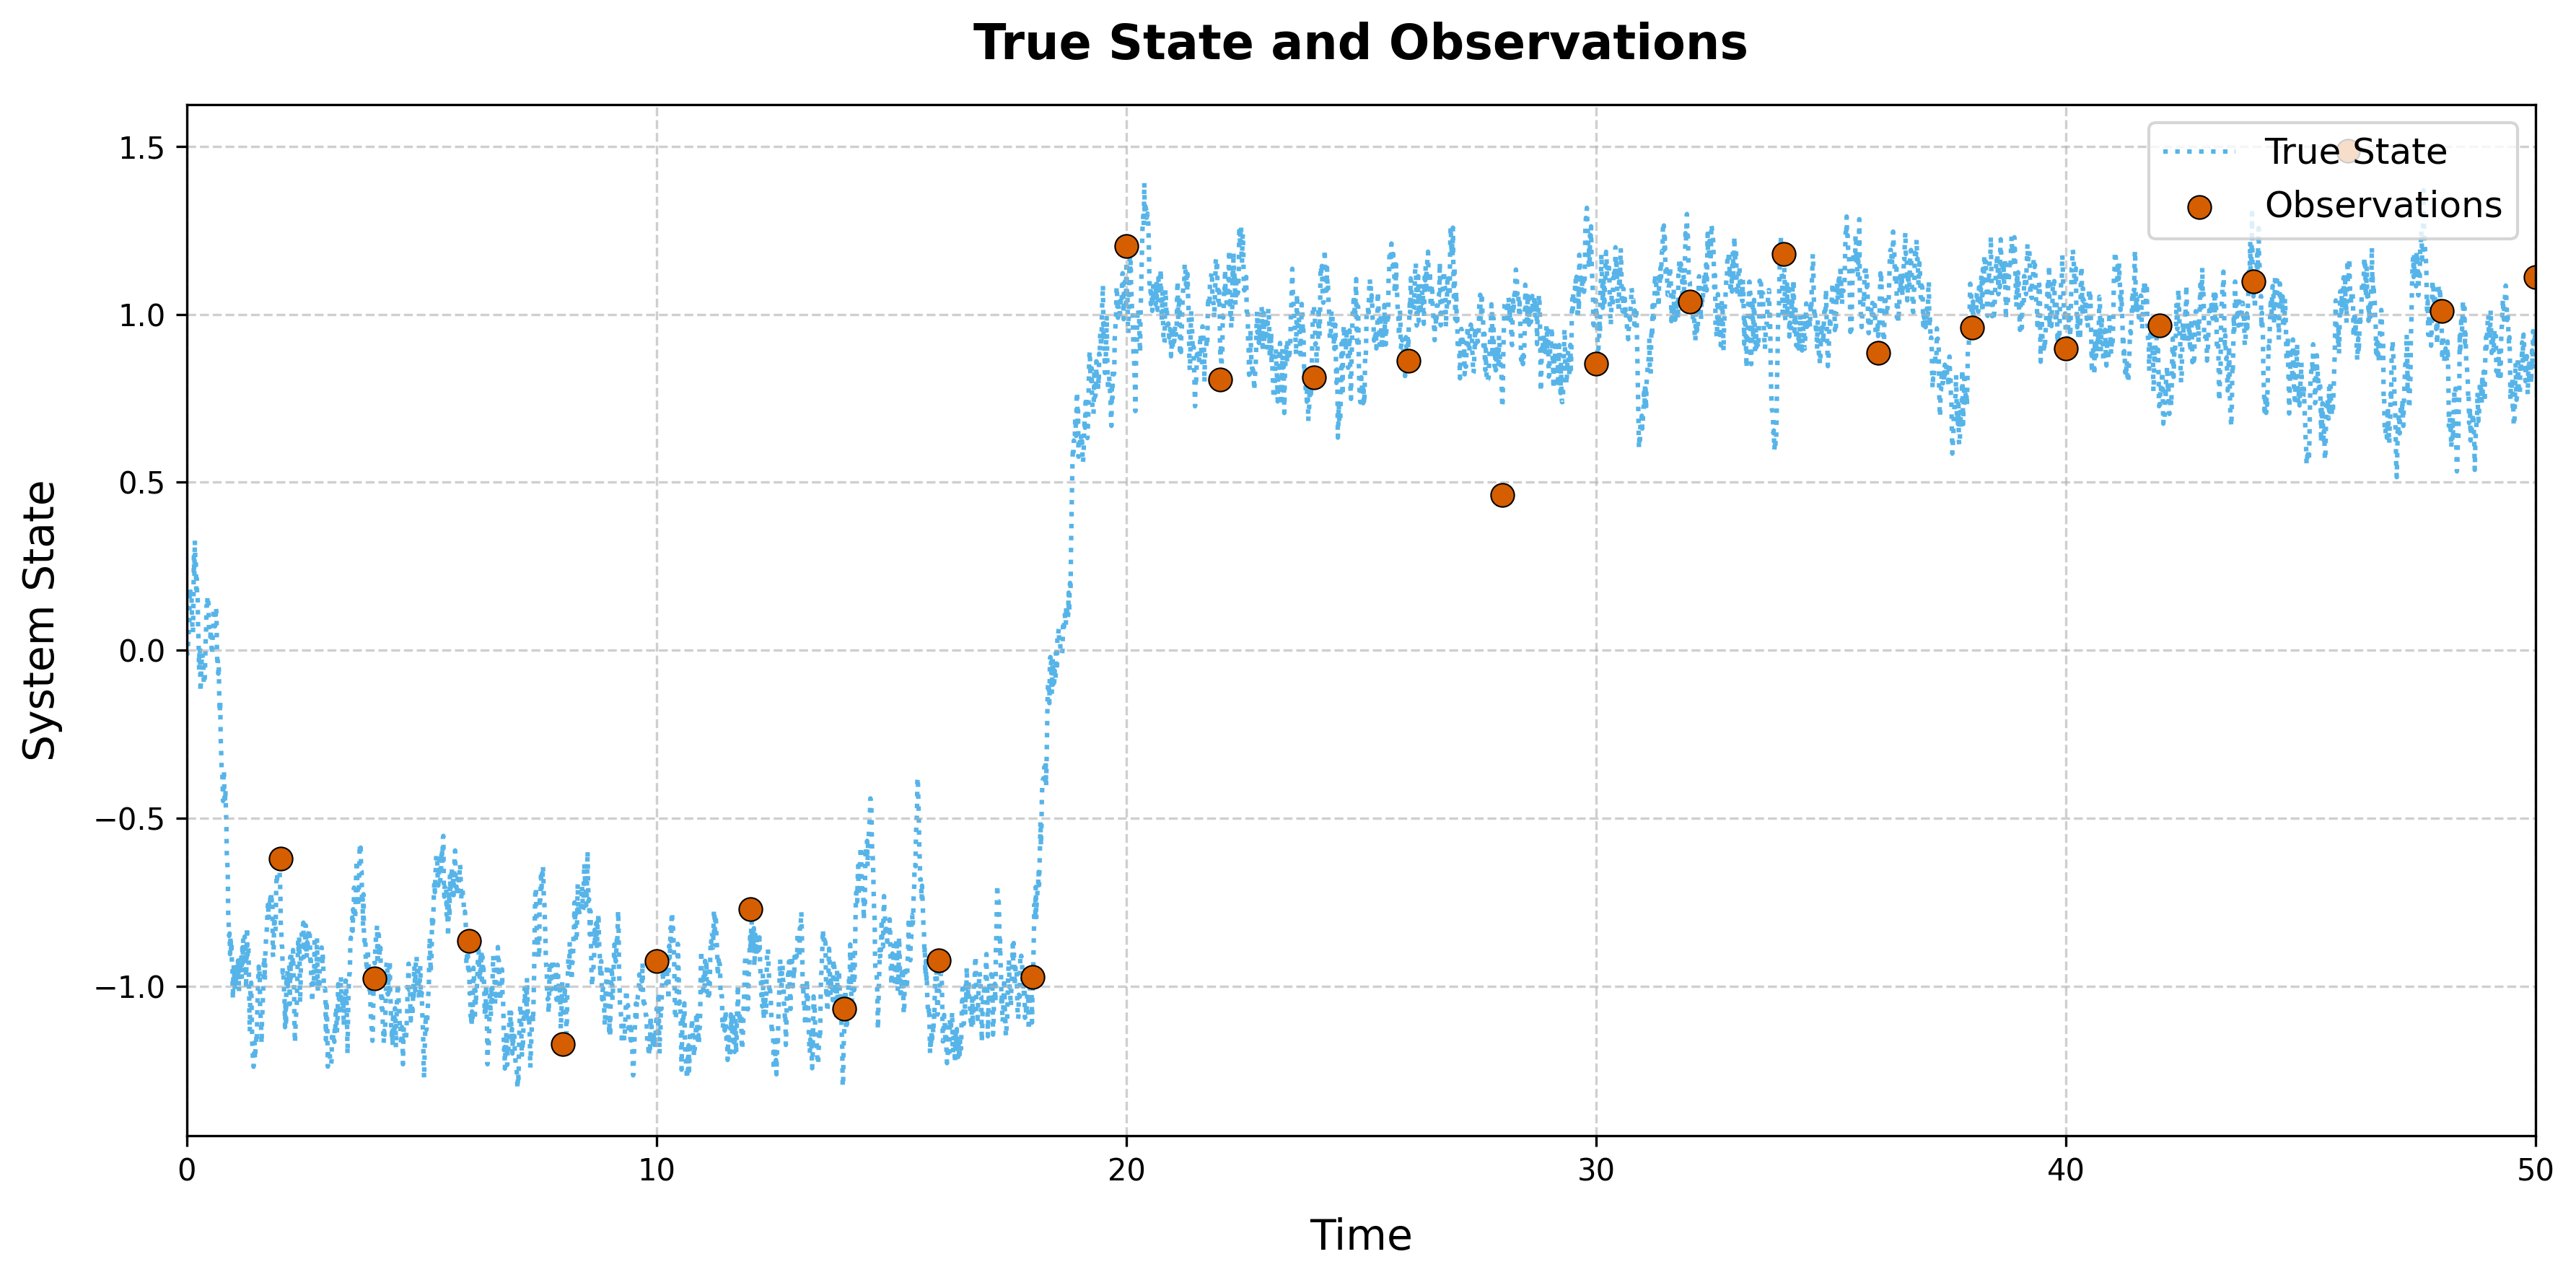 True State and Observations
True State
Observations
System State
1.5
1.0
0.5
0.0
−0.5
−1.0
0
10
20
30
40
50
Time